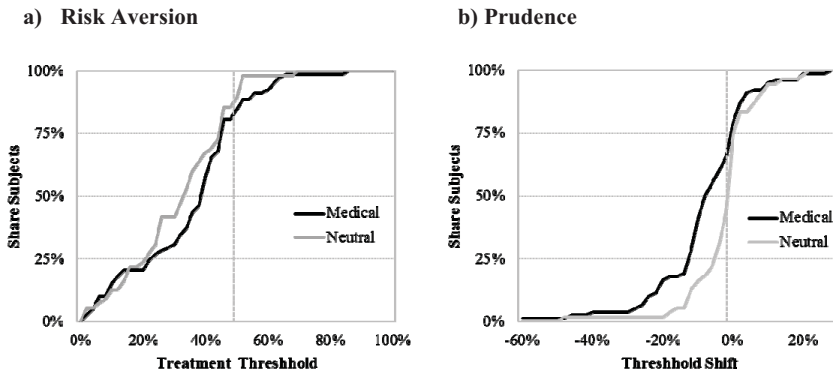 a) Risk Aversion
b) Prudence
100%
75%
50%
25%
0%
Share Subjects
Medical
Neutral
0% 20% 40% 60% 80% 100%
Treatment Threshhold
100%
75%
50%
25%
0%
Share Subjects
Medical
Neutral
-60% -40% -20% 0% 20%
Threshhold Shift